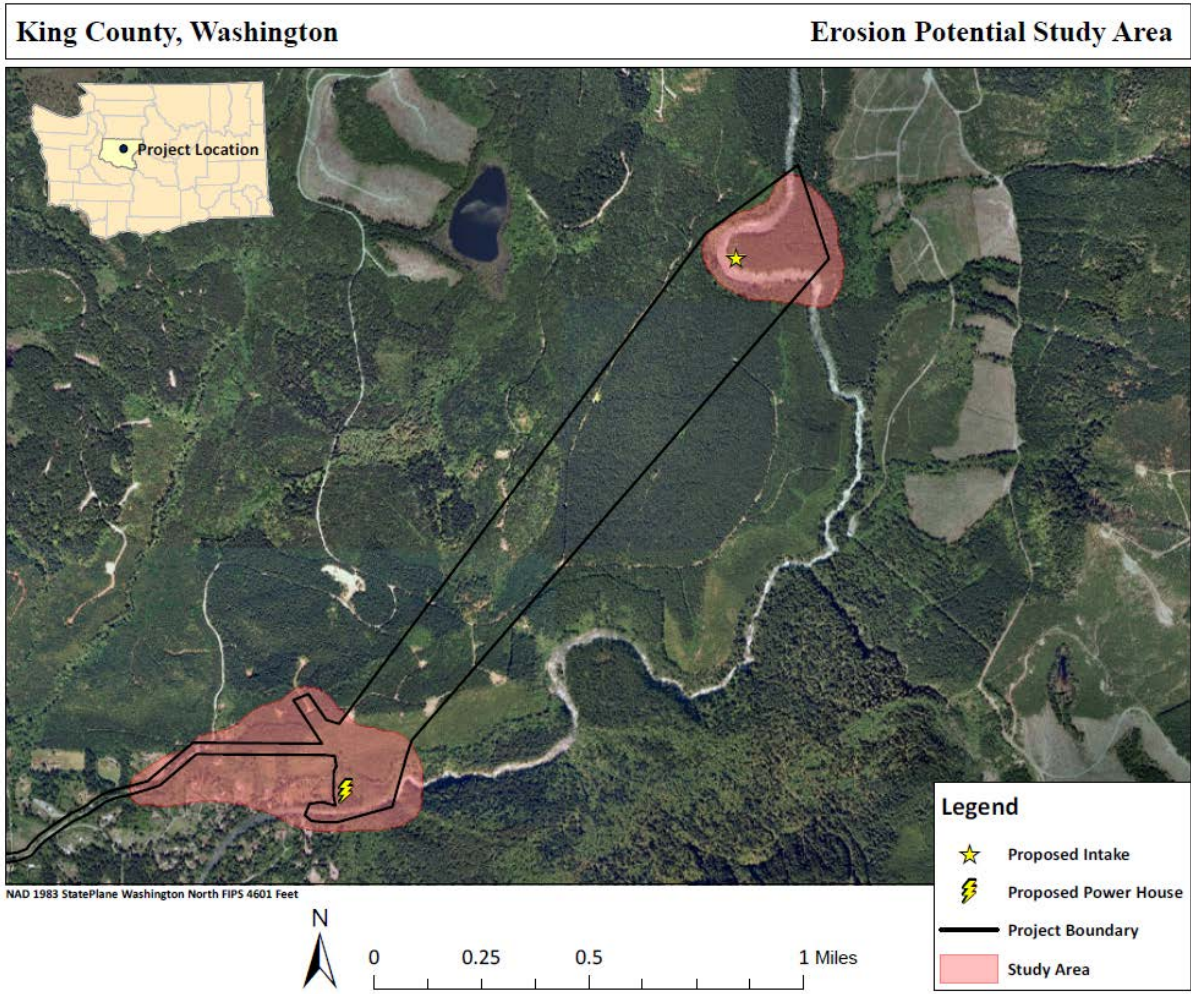 King County, Washington
Erosion Potential Study Area
Project Location
Legend
Proposed Intake
Proposed Power House
Project Boundary
Study Area
NAD 1983 StatePlane Washington North FIPS 4601 Feet
N
0 0.25 0.5 1 Miles